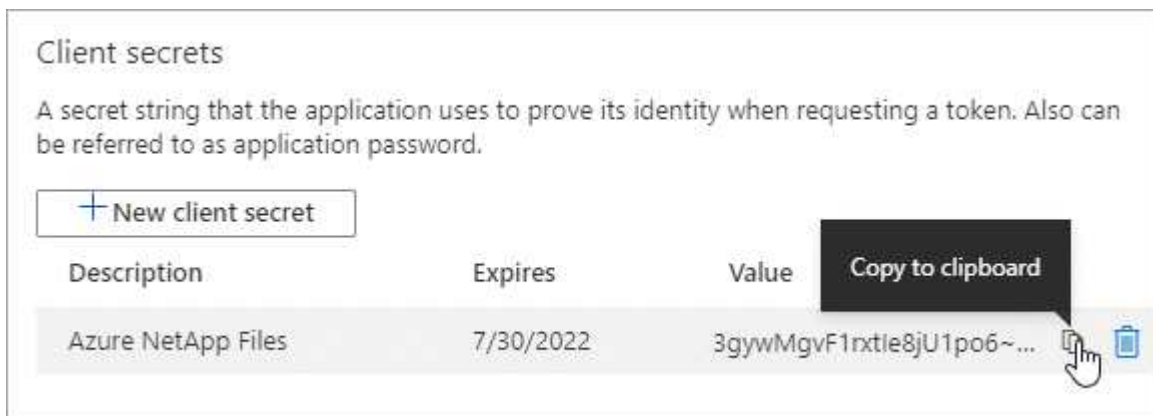 Client secrets
A secret string that the application uses to prove its identity when requesting a token. Also can
be referred to as application password.
+ New client secret
Description Expires Value Copy to clipboard
Azure NetApp Files 7/30/2022 3gywMgvF1rxtIe8jU1po6~...